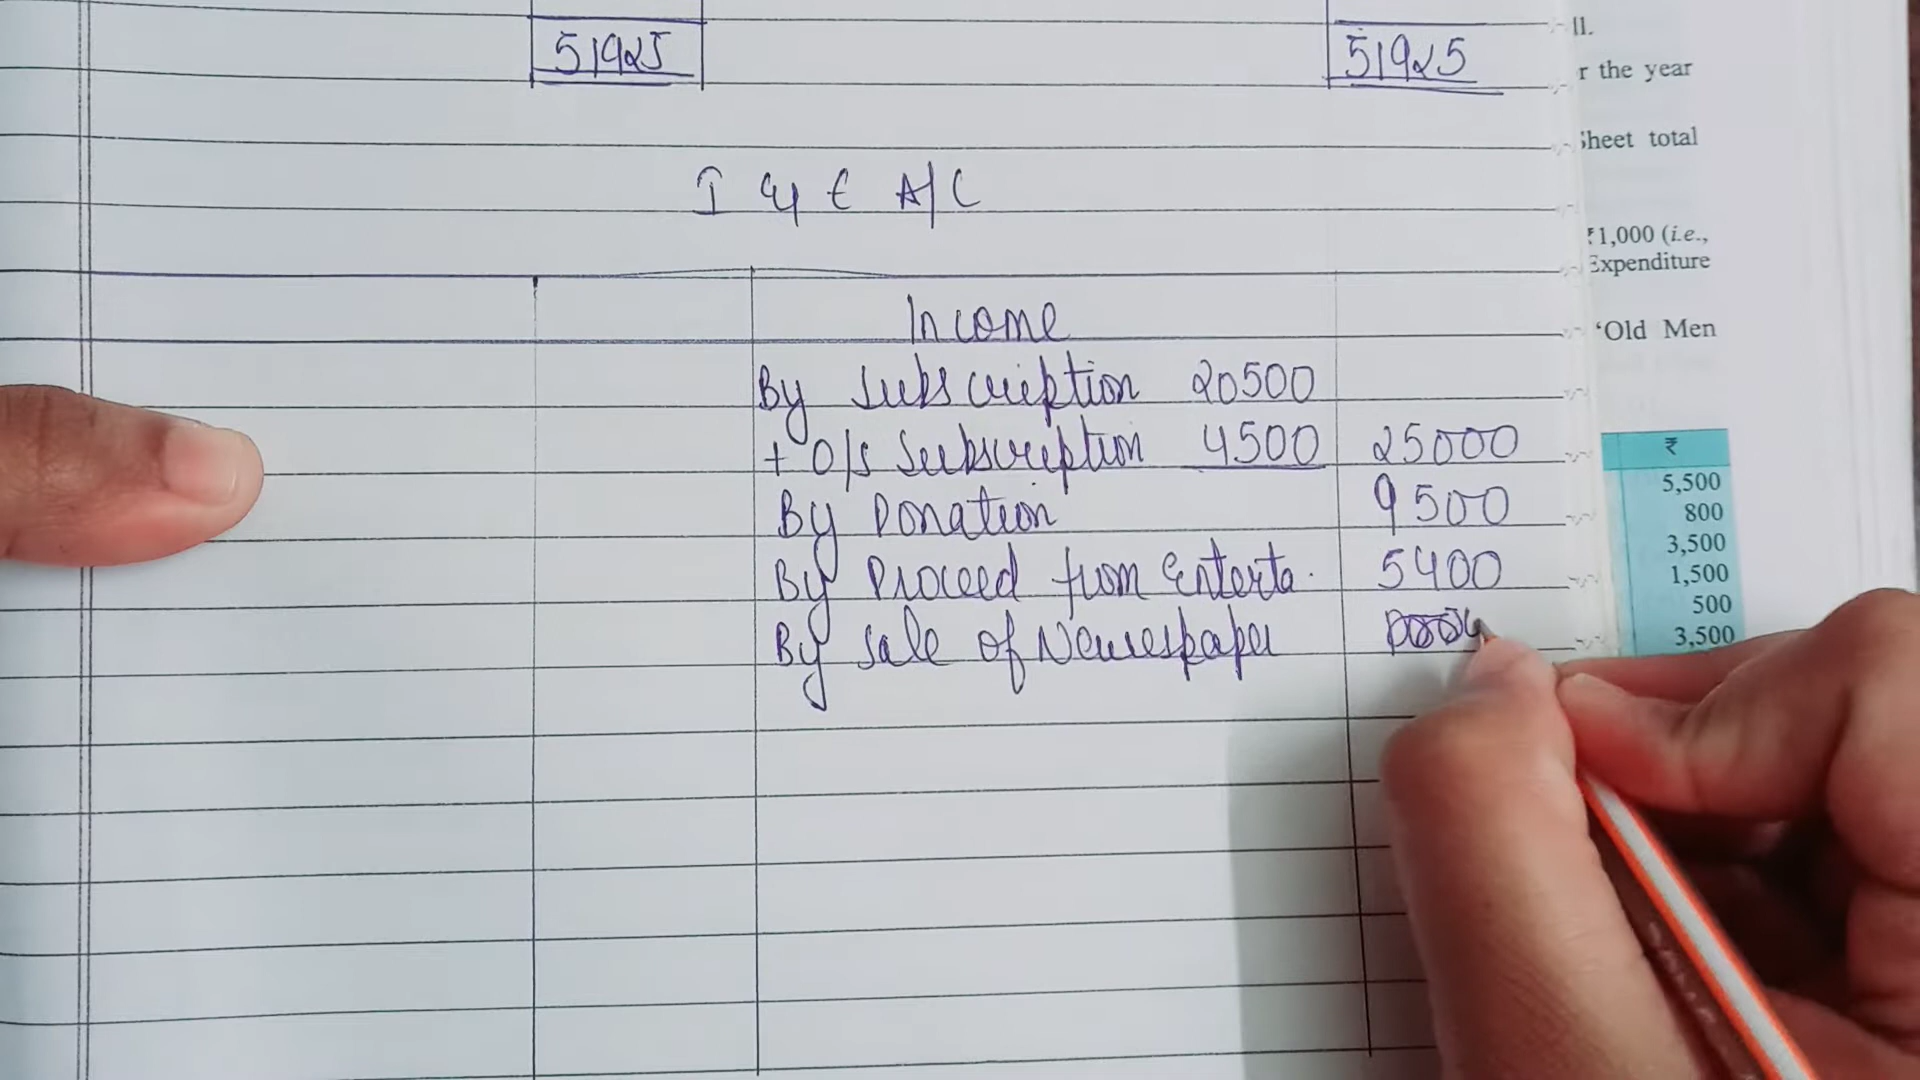 51925 51925
ll.
r the year
Sheet total
I & E A/C
₹1,000 (i.e.,
Expenditure
Income
'Old Men
By Subscription 20500
+ O/s Subscription 4500 25000
By Donation 9500
By Proceed from Enterta. 5400
By Sale of Newespaper
₹
5,500
800
3,500
1,500
500
3,500